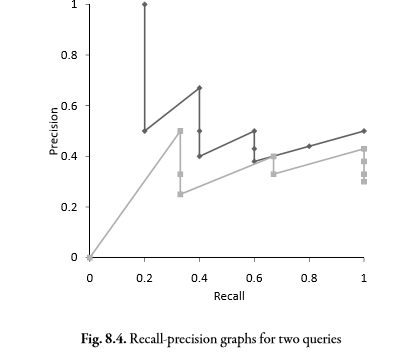 1
0.8
0.6
Precision
0.4
0.2
0
0 0.2 0.4 0.6 0.8 1
Recall
Fig. 8.4. Recall-precision graphs for two queries